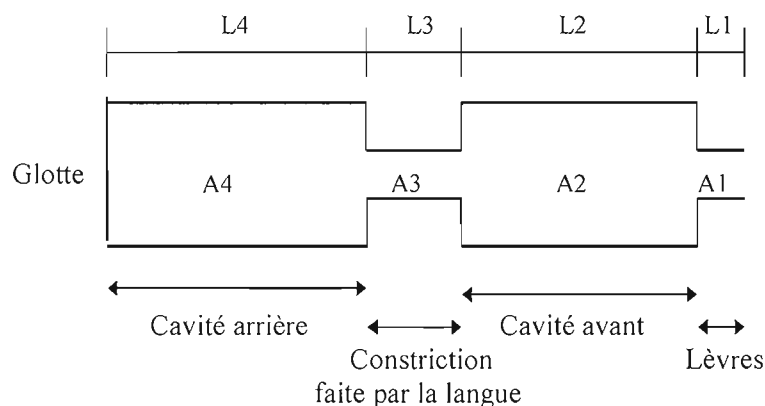 L4 L3 L2 L1
Glotte A4 A3 A2 A1
Cavité arrière Cavité avant
Constriction Lèvres
faite par la langue